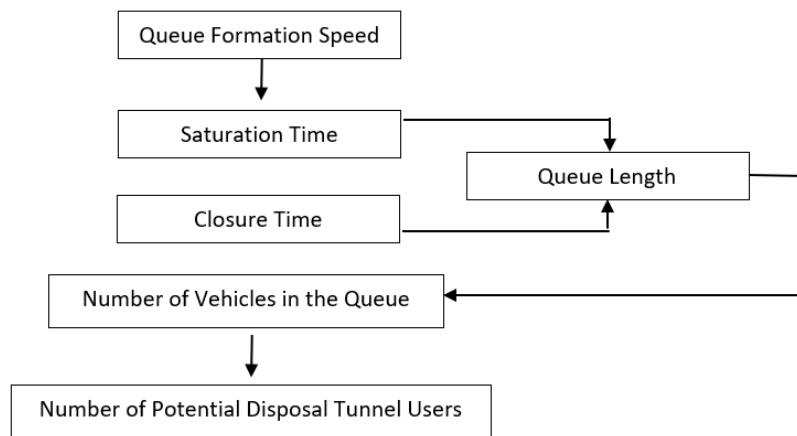 Queue Formation Speed
Saturation Time
Queue Length
Closure Time
Number of Vehicles in the Queue
Number of Potential Disposal Tunnel Users